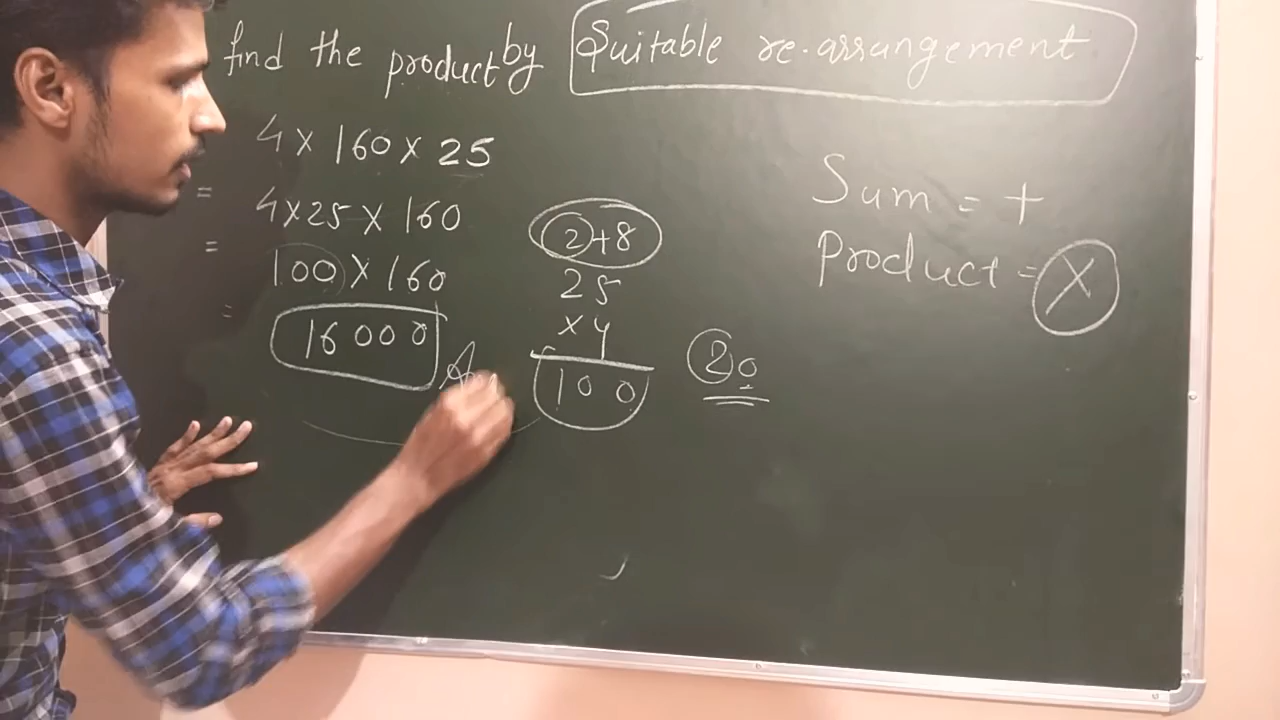 find the product by Suitable re-arrangement
4 × 160 × 25
= 4×25 × 160
= 100 × 160
= 16000
2+8
25
×4
100
20
Sum = +
Product = ×